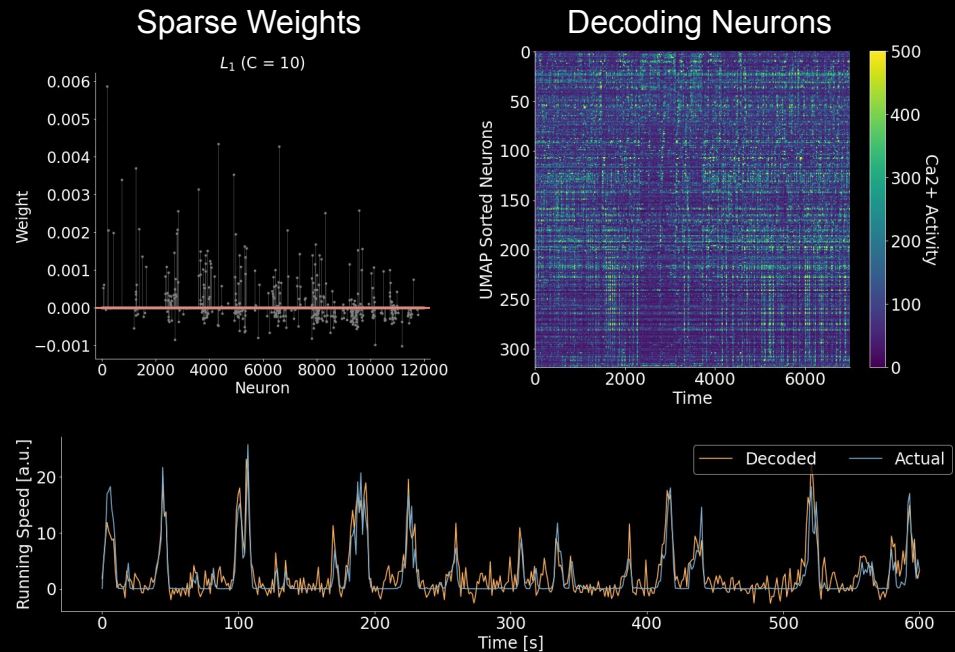 Sparse Weights
L₁ (C = 10)
Weight
0.006
0.005
0.004
0.003
0.002
0.001
0.000
−0.001
0 2000 4000 6000 8000 10000 12000
Neuron
Decoding Neurons
UMAP Sorted Neurons
0
50
100
150
200
250
300
0 2000 4000 6000
Time
500
400
300
200
100
0
Ca2+ Activity
Running Speed [a.u.]
20
10
0
Decoded Actual
0 100 200 300 400 500 600
Time [s]